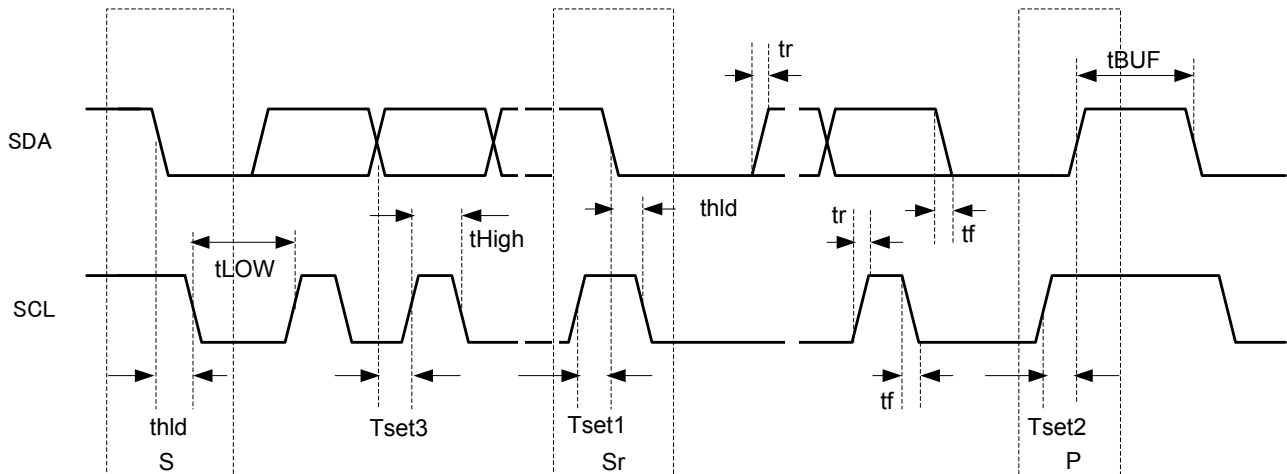 tr
tBUF
SDA
thld
tr
tHigh
tf
tLOW
SCL
tf
thld
Tset3
Tset1
Tset2
S
Sr
P